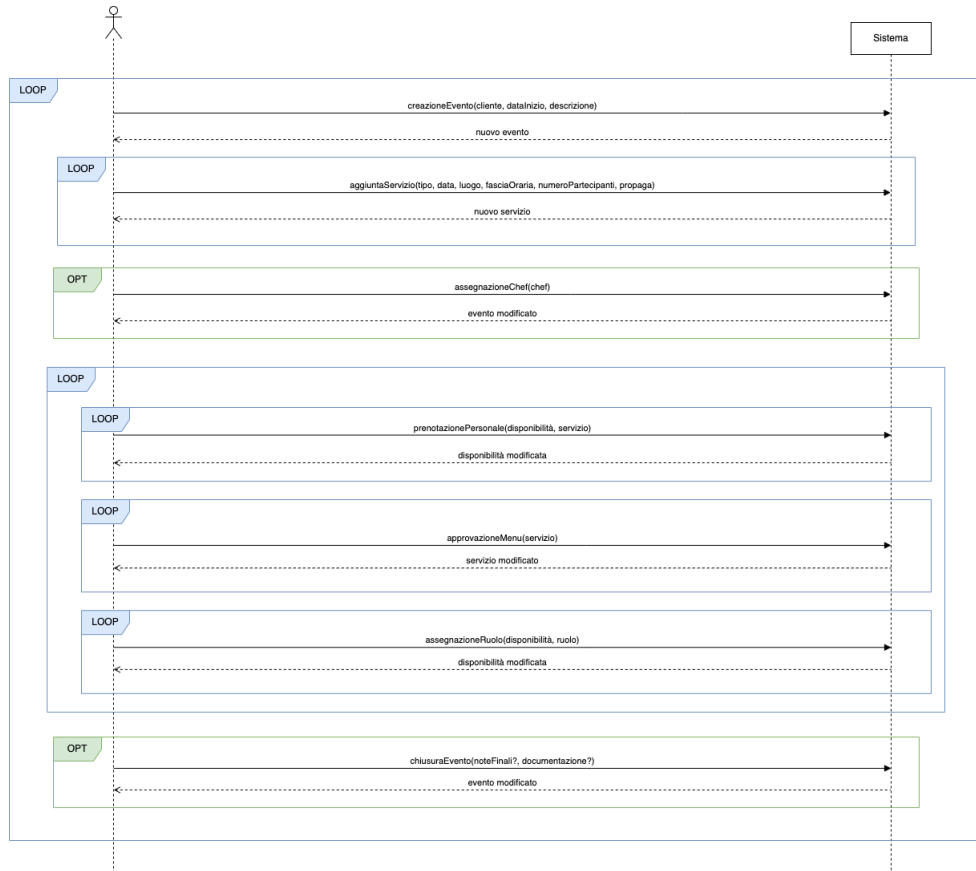 Sistema
LOOP
creazioneEvento(cliente, dataInizio, descrizione)
nuovo evento
LOOP
aggiuntaServizio(tipo, data, luogo, fasciaOraria, numeroPartecipanti, propaga)
nuovo servizio
OPT
assegnazioneChef(chef)
evento modificato
LOOP
LOOP
prenotazionePersonale(disponibilità, servizio)
disponibilità modificata
LOOP
approvazioneMenu(servizio)
servizio modificato
LOOP
assegnazioneRuolo(disponibilità, ruolo)
disponibilità modificata
OPT
chiusuraEvento(noteFinali?, documentazione?)
evento modificato